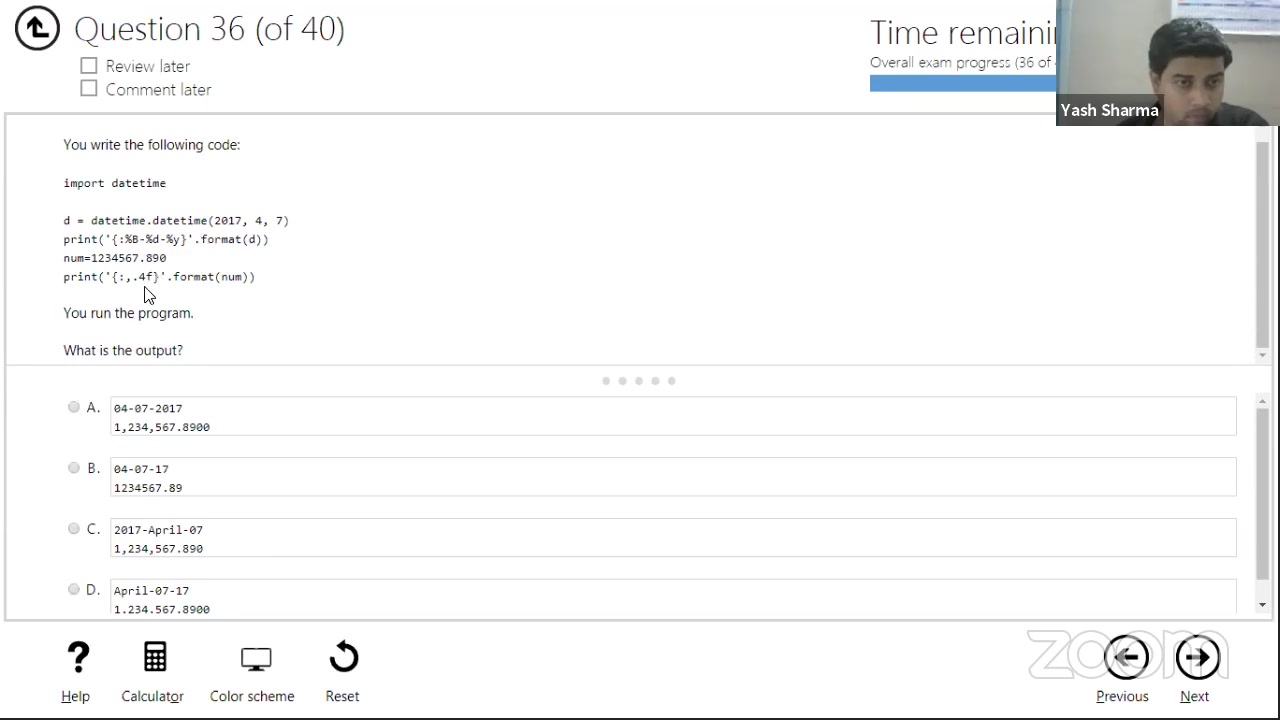 Question 36 (of 40)
Review later
Comment later
Time remaini
Overall exam progress (36 of
Yash Sharma
You write the following code:
import datetime
d = datetime.datetime(2017, 4, 7)
print('{:%B-%d-%y}'.format(d))
num=1234567.890
print('{:,.4f}'.format(num))
You run the program.
What is the output?
A. 04-07-2017
1,234,567.8900
B. 04-07-17
1234567.89
C. 2017-April-07
1,234,567.890
D. April-07-17
1,234,567.8900
? Help
Calculator
Color scheme
Reset
zoom
Previous
Next